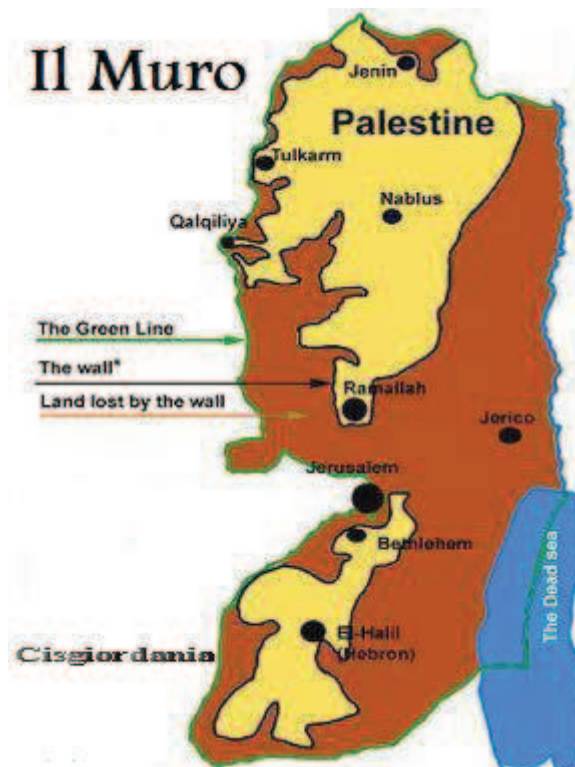 Il Muro
Jenin
Palestine
Tulkarm
Nablus
Qalqiliya
The Green Line
The wall*
Ramallah
Land lost by the wall
Jerico
Jerusalem
Bethlehem
The Dead sea
El-Halil
(Hebron)
Cisgiordania